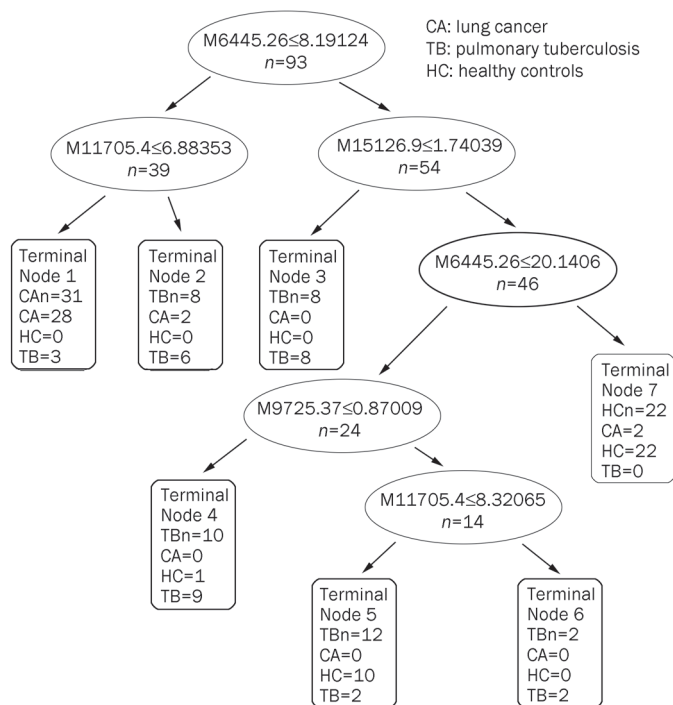 M6445.26≤8.19124
n=93
CA: lung cancer
TB: pulmonary tuberculosis
HC: healthy controls
M11705.4≤6.88353
n=39
M15126.9≤1.74039
n=54
Terminal
Node 1
CAn=31
CA=28
HC=0
TB=3
Terminal
Node 2
TBn=8
CA=2
HC=0
TB=6
Terminal
Node 3
TBn=8
CA=0
HC=0
TB=8
M6445.26≤20.1406
n=46
Terminal
Node 7
HCn=22
CA=2
HC=22
TB=0
M9725.37≤0.87009
n=24
Terminal
Node 4
TBn=10
CA=0
HC=1
TB=9
M11705.4≤8.32065
n=14
Terminal
Node 5
TBn=12
CA=0
HC=10
TB=2
Terminal
Node 6
TBn=2
CA=0
HC=0
TB=2